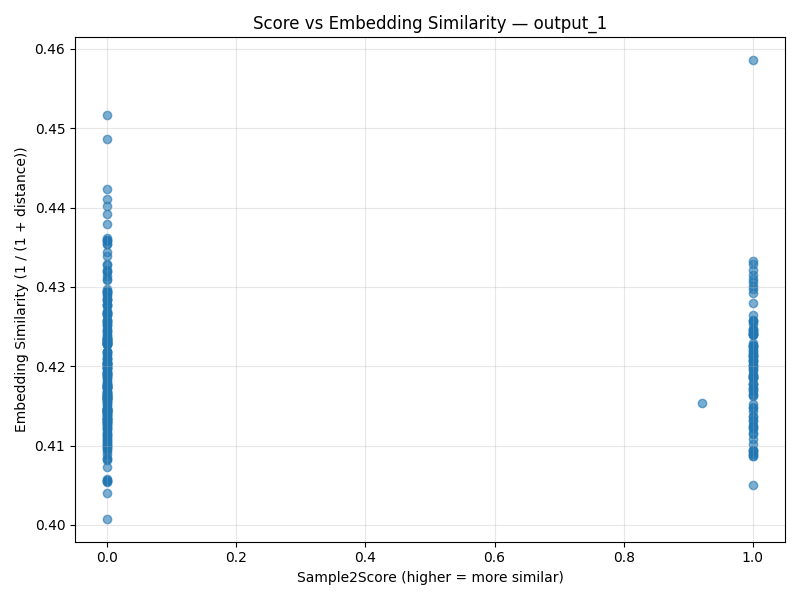 Score vs Embedding Similarity — output_1
Embedding Similarity (1 / (1 + distance))
0.46
0.45
0.44
0.43
0.42
0.41
0.40
0.0 0.2 0.4 0.6 0.8 1.0
Sample2Score (higher = more similar)